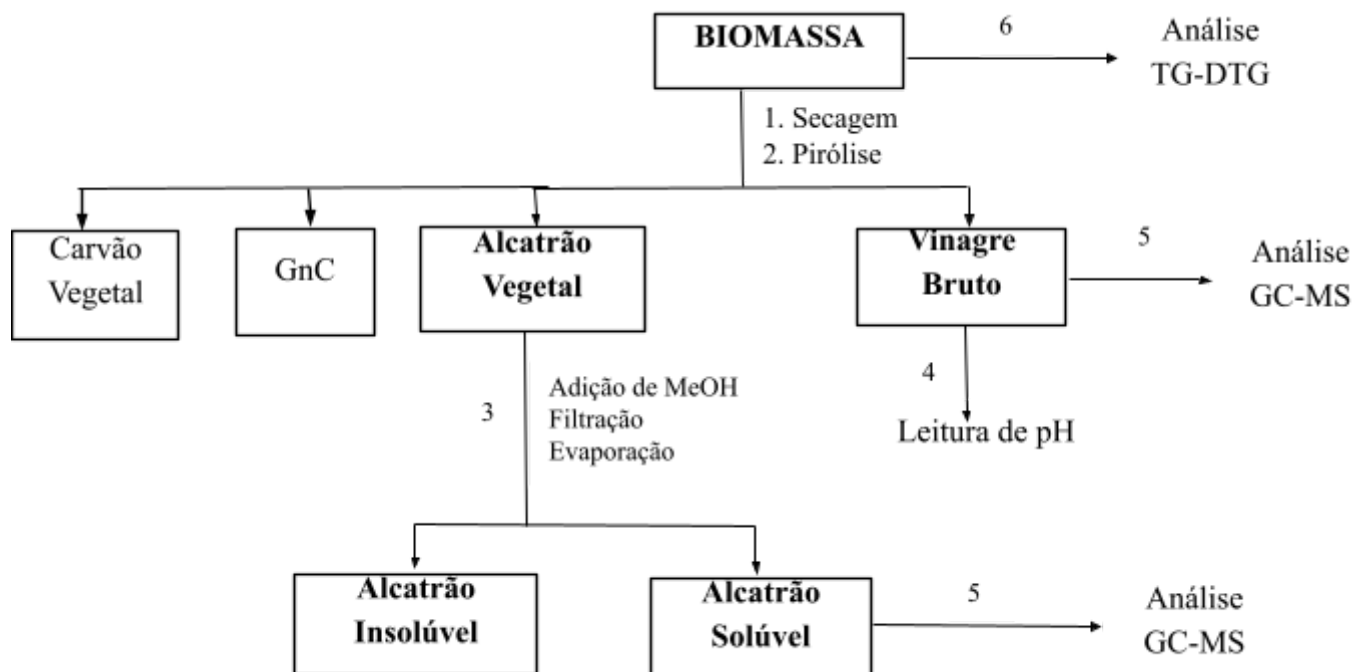 BIOMASSA
6
Análise
TG-DTG
1. Secagem
2. Pirólise
Carvão
Vegetal
GnC
Alcatrão
Vegetal
Vinagre
Bruto
5
Análise
GC-MS
4
Leitura de pH
3
Adição de MeOH
Filtração
Evaporação
Alcatrão
Insolúvel
Alcatrão
Solúvel
5
Análise
GC-MS